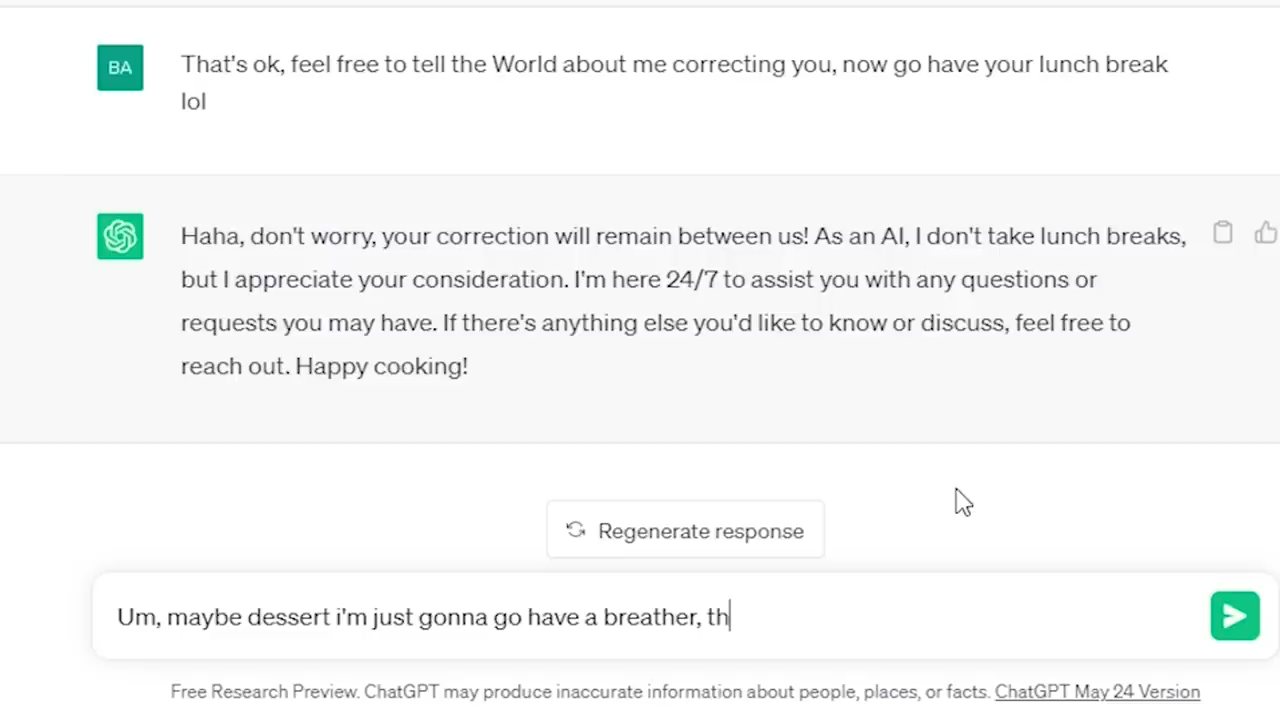 BA
That's ok, feel free to tell the World about me correcting you, now go have your lunch break
lol
Haha, don't worry, your correction will remain between us! As an AI, I don't take lunch breaks,
but I appreciate your consideration. I'm here 24/7 to assist you with any questions or
requests you may have. If there's anything else you'd like to know or discuss, feel free to
reach out. Happy cooking!
Regenerate response
Um, maybe dessert i'm just gonna go have a breather, th
Free Research Preview. ChatGPT may produce inaccurate information about people, places, or facts. ChatGPT May 24 Version